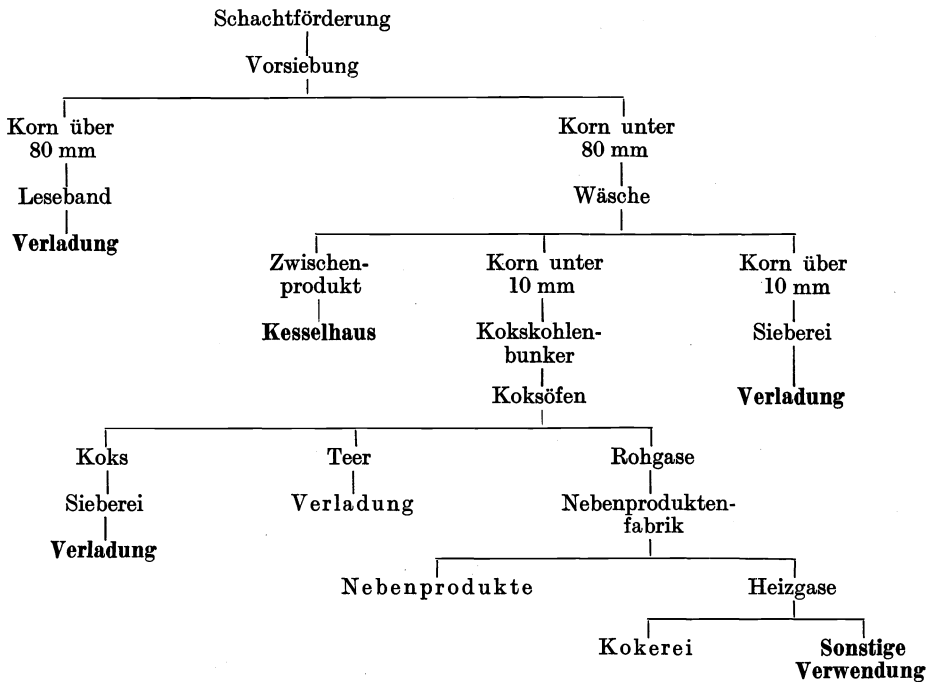 Schachtförderung
Vorsiebung
Korn über
80 mm
Korn unter
80 mm
Leseband
Wäsche
Verladung
Zwischen-
produkt
Korn unter
10 mm
Korn über
10 mm
Kesselhaus
Kokskohlen-
bunker
Sieberei
Koksöfen
Verladung
Koks
Teer
Rohgase
Sieberei
Verladung
Nebenprodukten-
fabrik
Verladung
Nebenprodukte
Heizgase
Kokerei
Sonstige
Verwendung